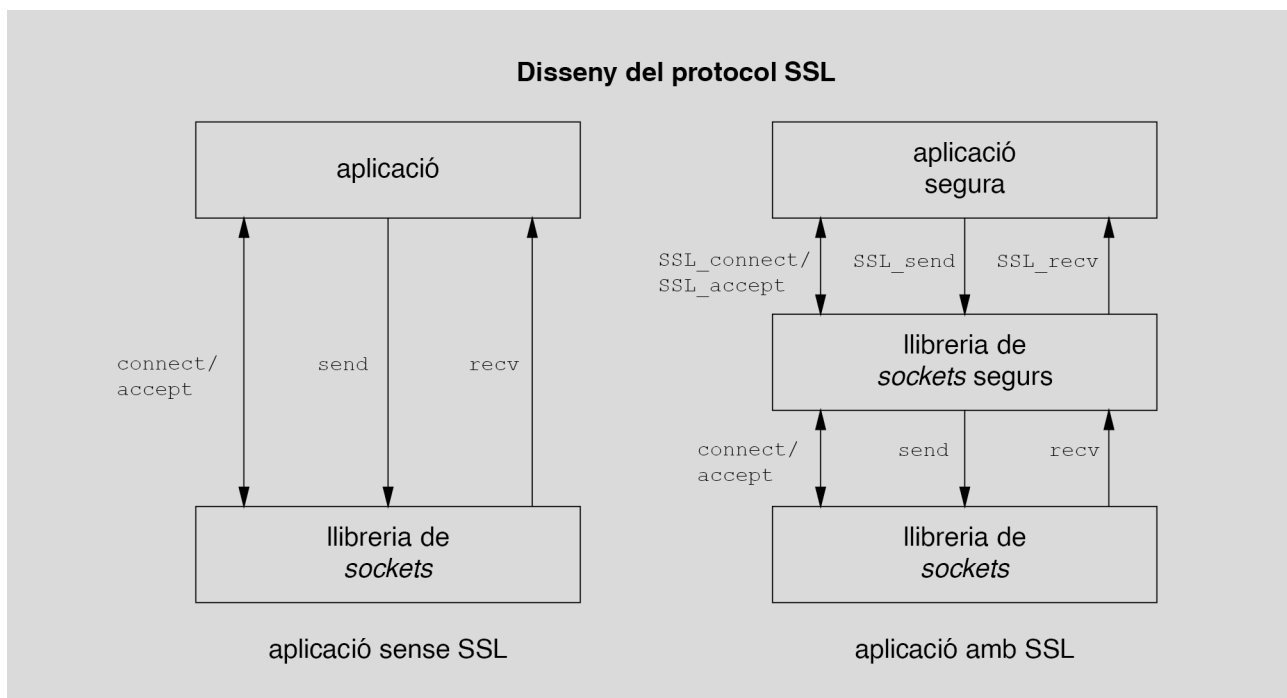 Disseny del protocol SSL
aplicació
connect/
accept
send
recv
llibreria de
sockets
aplicació sense SSL
aplicació
segura
SSL_connect/
SSL_accept
SSL_send
SSL_recv
llibreria de
sockets segurs
connect/
accept
send
recv
llibreria de
sockets
aplicació amb SSL